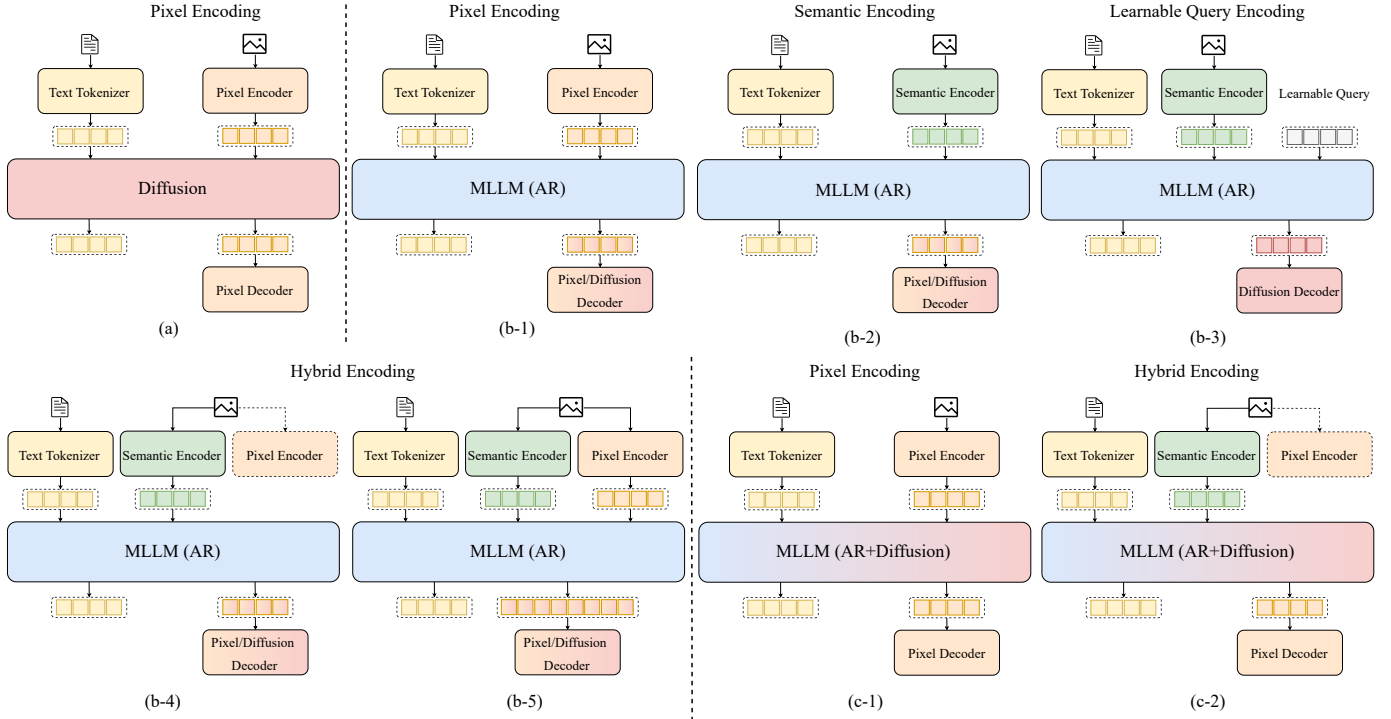 Pixel Encoding
Pixel Encoding
Semantic Encoding
Learnable Query Encoding
Text Tokenizer
Pixel Encoder
Text Tokenizer
Pixel Encoder
Text Tokenizer
Semantic Encoder
Text Tokenizer
Semantic Encoder
Learnable Query
Diffusion
MLLM (AR)
MLLM (AR)
MLLM (AR)
Pixel Decoder
Pixel/Diffusion
Decoder
Pixel/Diffusion
Decoder
Diffusion Decoder
(a)
(b-1)
(b-2)
(b-3)
Hybrid Encoding
Pixel Encoding
Hybrid Encoding
Text Tokenizer
Semantic Encoder
Pixel Encoder
Text Tokenizer
Semantic Encoder
Pixel Encoder
Text Tokenizer
Pixel Encoder
Text Tokenizer
Semantic Encoder
Pixel Encoder
MLLM (AR)
MLLM (AR)
MLLM (AR+Diffusion)
MLLM (AR+Diffusion)
Pixel/Diffusion
Decoder
Pixel/Diffusion
Decoder
Pixel Decoder
Pixel Decoder
(b-4)
(b-5)
(c-1)
(c-2)